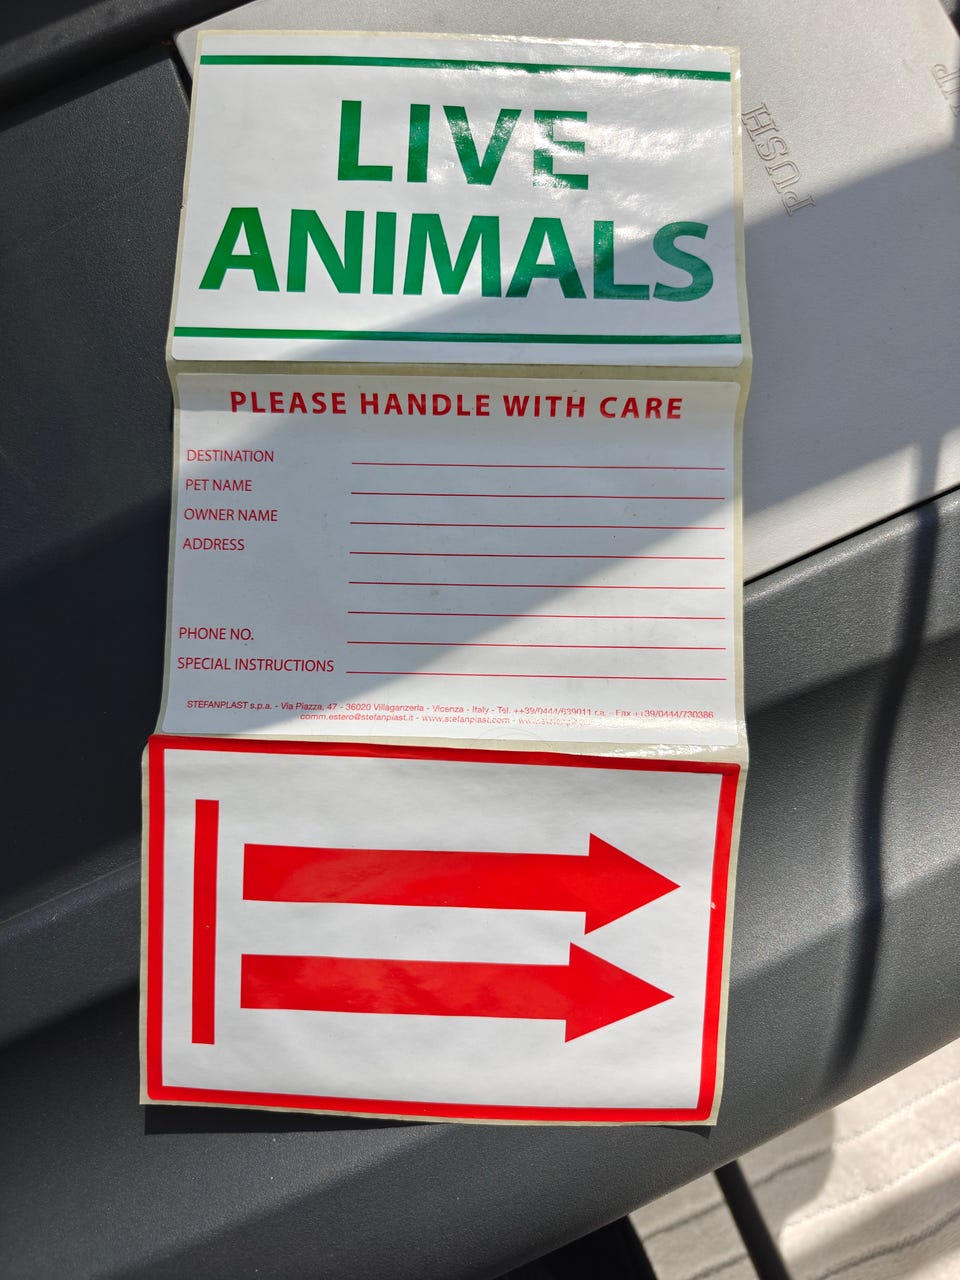 LIVE
ANIMALS
PLEASE HANDLE WITH CARE
DESTINATION
PET NAME
OWNER NAME
ADDRESS
PHONE NO.
SPECIAL INSTRUCTIONS
STEFANPLAST s.p.a. - Via Piazza, 47 - 36020 Villaganzerla - Vicenza - Italy - Tel. ++39/0444/639011 r.a. - Fax ++39/0444/730386
comm.estero@stefanplast.it - www.stefanplast.com -
PUSH